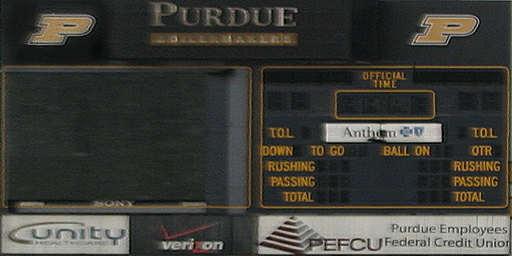 P PURDUE P
BOILERMAKERS
OFFICIAL
TIME
T.O.L Anthem T.O.L
DOWN TO GO BALL ON QTR
RUSHING RUSHING
PASSING PASSING
TOTAL TOTAL
SONY
unity
HEALTHCARE
verizon
PEFCU
Purdue Employees
Federal Credit Union